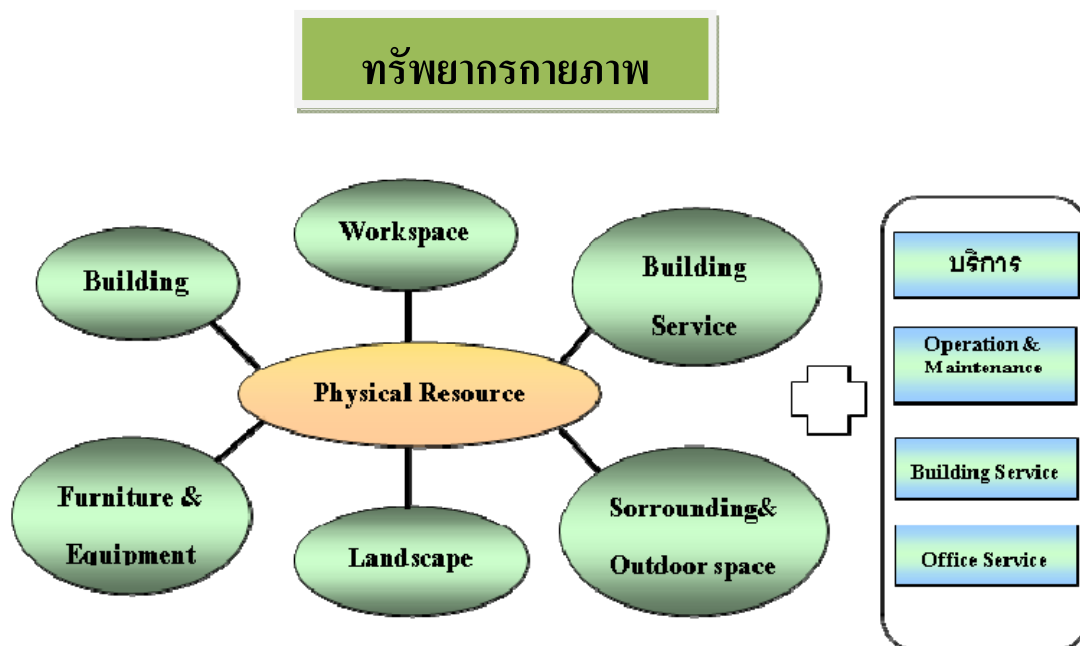 ทรัพยากรกายภาพ
Workspace
Building
Building
Service
Physical Resource
Furniture &
Equipment
Landscape
Sorrounding&
Outdoor space
บริการ
Operation &
Maintenance
Building Service
Office Service